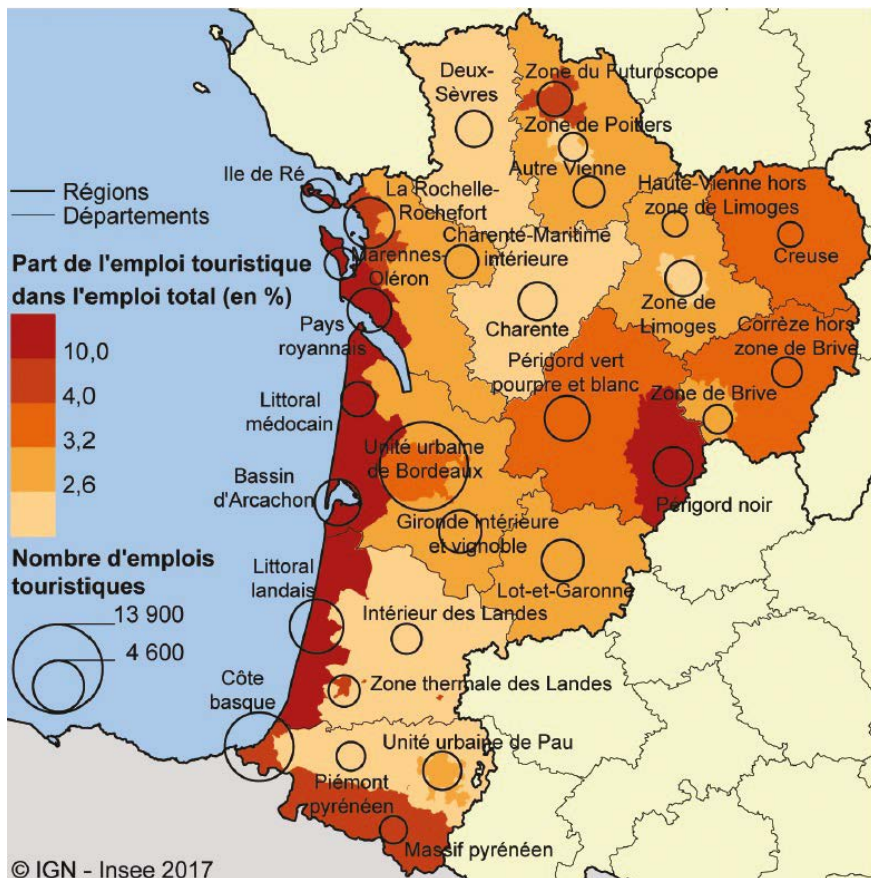 Deux-
Sèvres
Zone du Futuroscope
Zone de Poitiers
Autre Vienne
Ile de Ré
La Rochelle-
Rochefort
Haute-Vienne hors
zone de Limoges
Régions
Départements
Marennes-
Oléron
Charente-Maritime
intérieure
Creuse
Part de l'emploi touristique
dans l'emploi total (en %)
10,0
4,0
3,2
2,6
Pays
royannais
Charente
Zone de
Limoges
Corrèze hors
zone de Brive
Périgord vert
pourpre et blanc
Zone de Brive
Littoral
médocain
Unité urbaine
de Bordeaux
Bassin
d'Arcachon
Périgord noir
Gironde intérieure
et vignoble
Nombre d'emplois
touristiques
13 900
4 600
Littoral
landais
Lot-et-Garonne
Intérieur des Landes
Zone thermale des Landes
Côte
basque
Unité urbaine de Pau
Piémont
pyrénéen
Massif pyrénéen
© IGN - Insee 2017